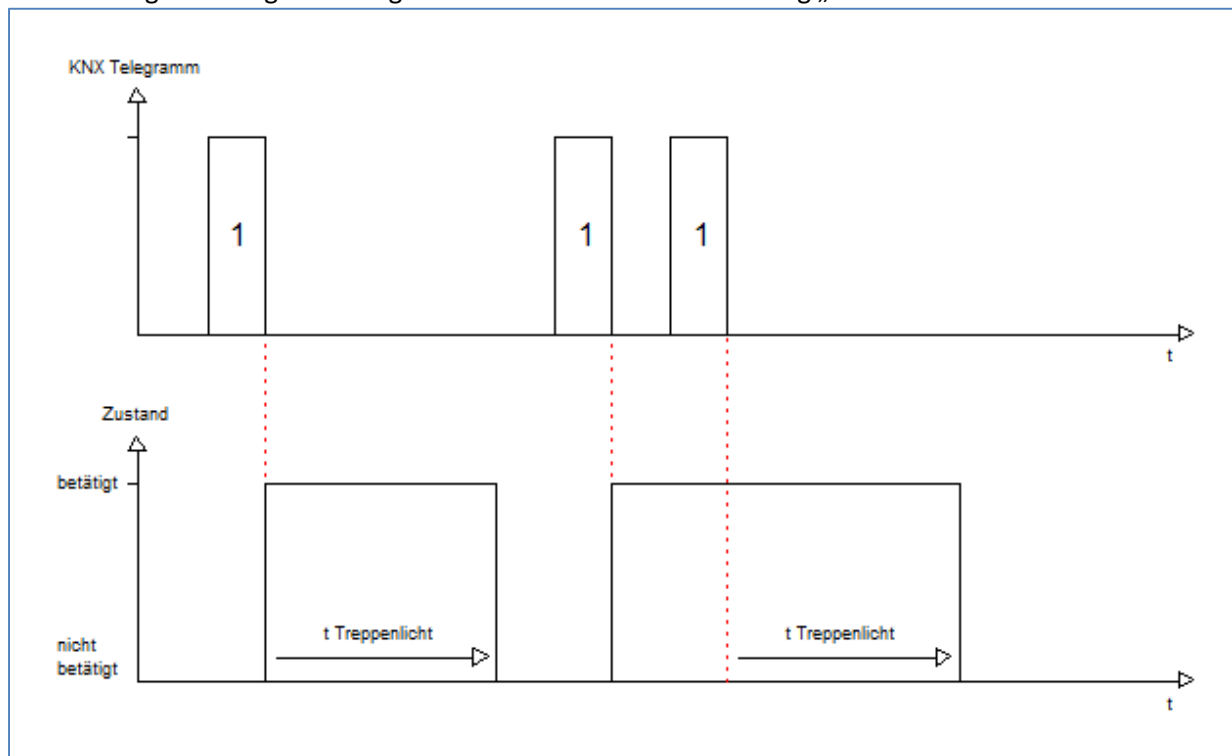 KNX Telegramm
1
1
1
t
Zustand
betätigt
t Treppenlicht
t Treppenlicht
nicht
betätigt
t